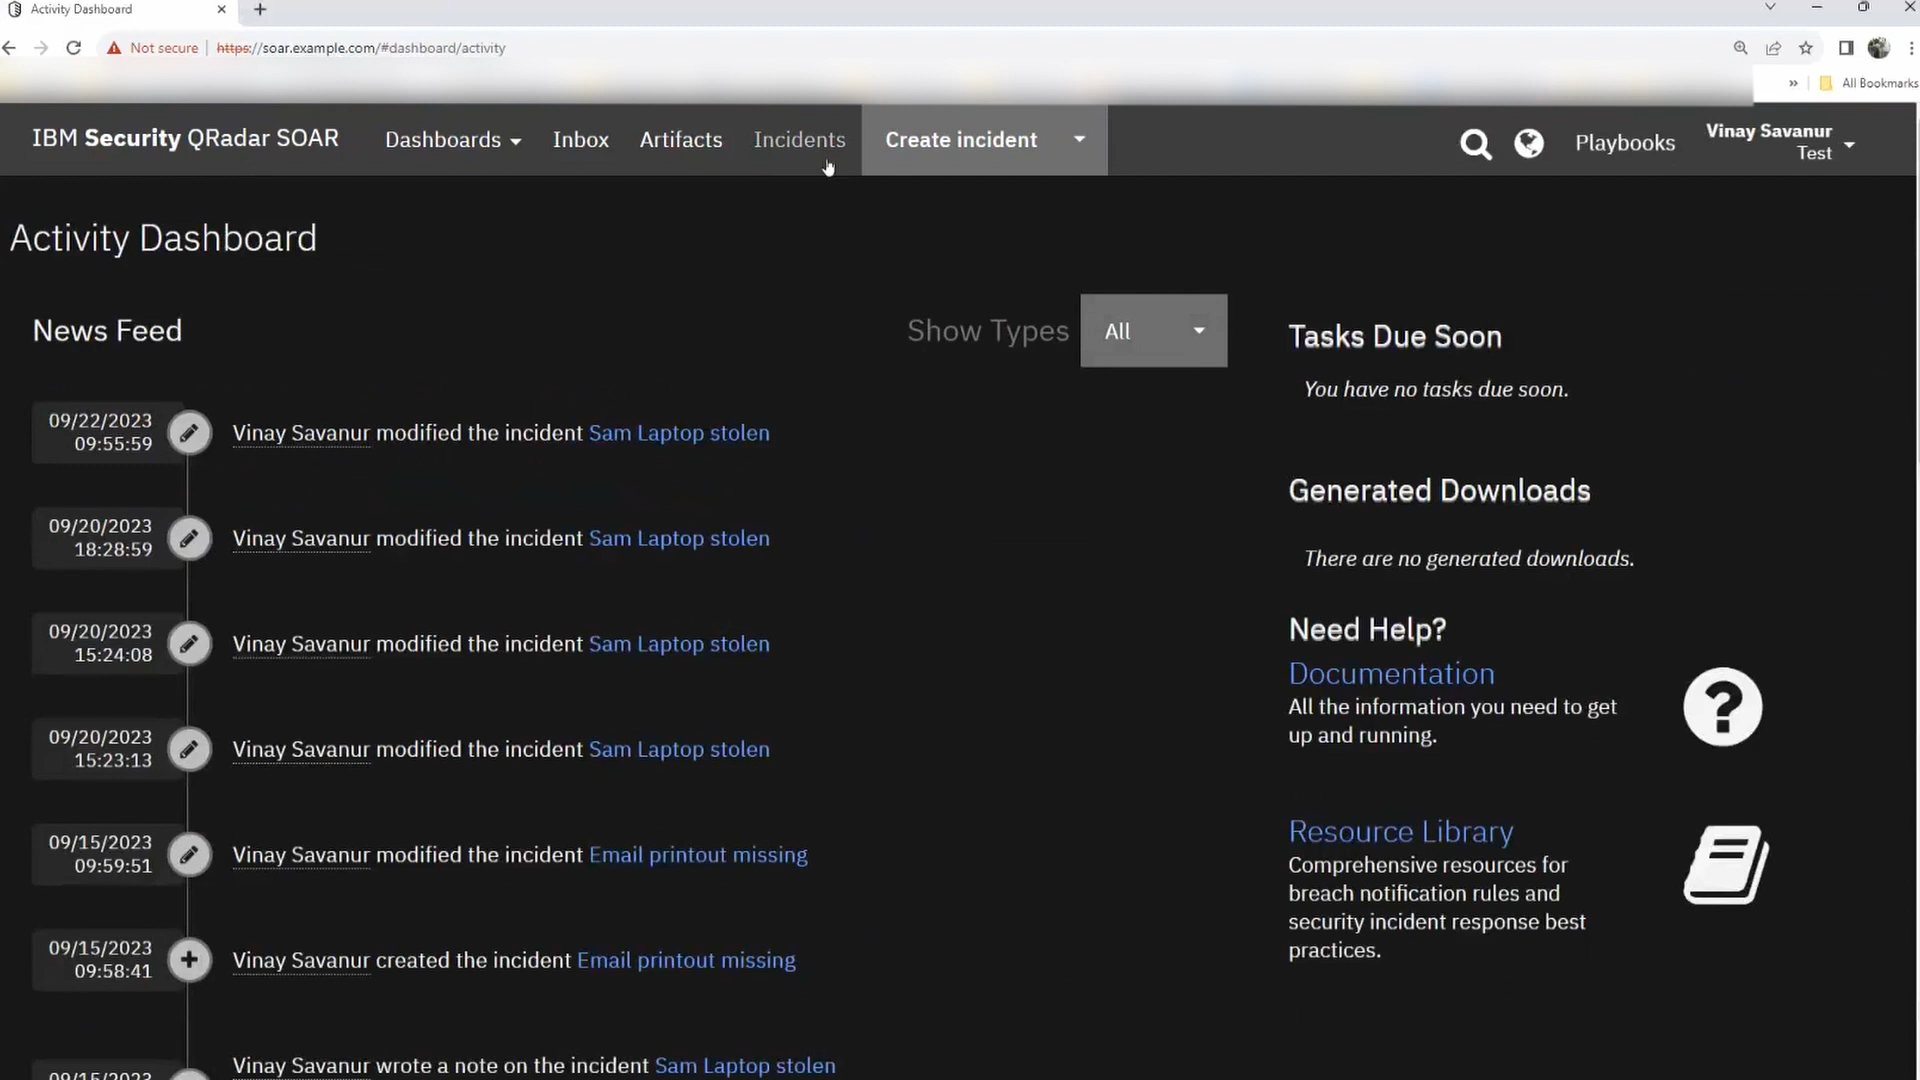 Activity Dashboard
Not secure https://soar.example.com/#dashboard/activity
» All Bookmarks
IBM Security QRadar SOAR Dashboards Inbox Artifacts Incidents Create incident Playbooks Vinay Savanur
Test
Activity Dashboard
News Feed Show Types All
09/22/2023
09:55:59
Vinay Savanur modified the incident Sam Laptop stolen
09/20/2023
18:28:59
Vinay Savanur modified the incident Sam Laptop stolen
09/20/2023
15:24:08
Vinay Savanur modified the incident Sam Laptop stolen
09/20/2023
15:23:13
Vinay Savanur modified the incident Sam Laptop stolen
09/15/2023
09:59:51
Vinay Savanur modified the incident Email printout missing
09/15/2023
09:58:41
Vinay Savanur created the incident Email printout missing
09/15/2023
Vinay Savanur wrote a note on the incident Sam Laptop stolen
Tasks Due Soon
You have no tasks due soon.
Generated Downloads
There are no generated downloads.
Need Help?
Documentation
All the information you need to get
up and running.
?
Resource Library
Comprehensive resources for
breach notification rules and
security incident response best
practices.